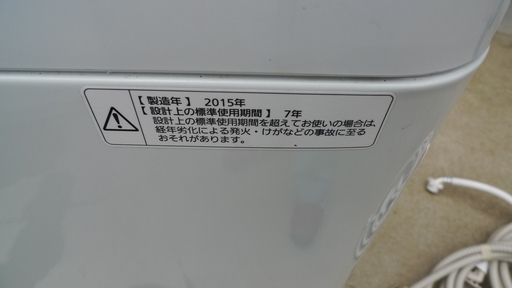 【 製造年 】 2015年
【 設計上の標準使用期間 】 7年
設計上の標準使用期間を超えてお使いの場合は、
経年劣化による発火・けがなどの事故に至る
おそれがあります。